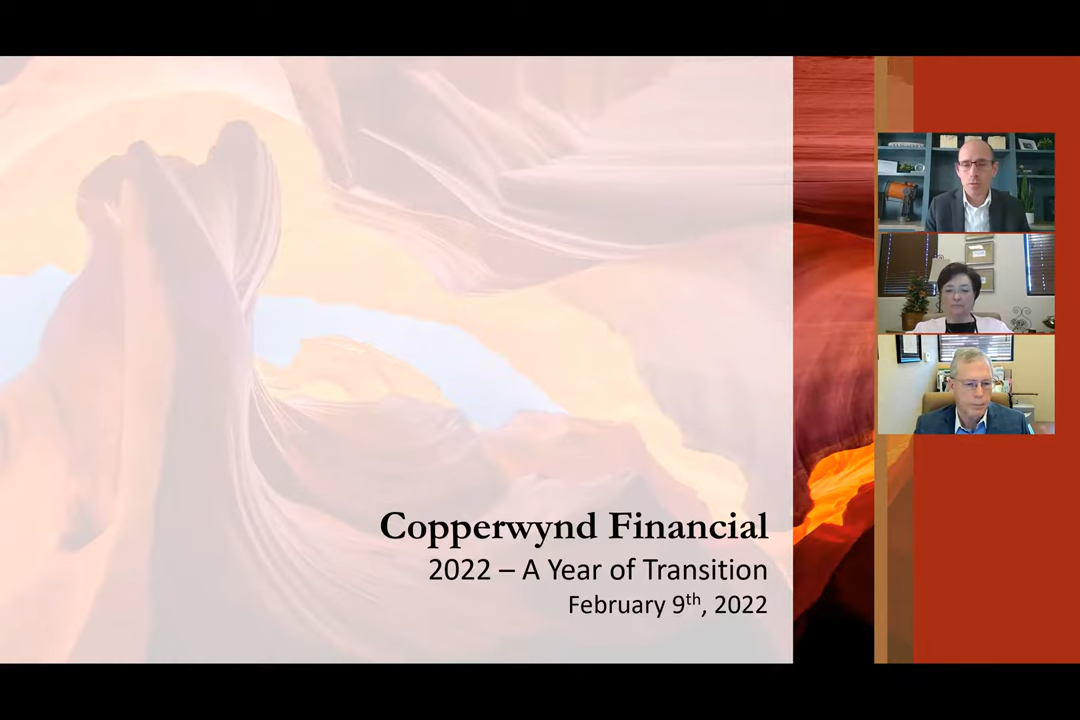 Copperwynd Financial
2022 – A Year of Transition
February 9th, 2022